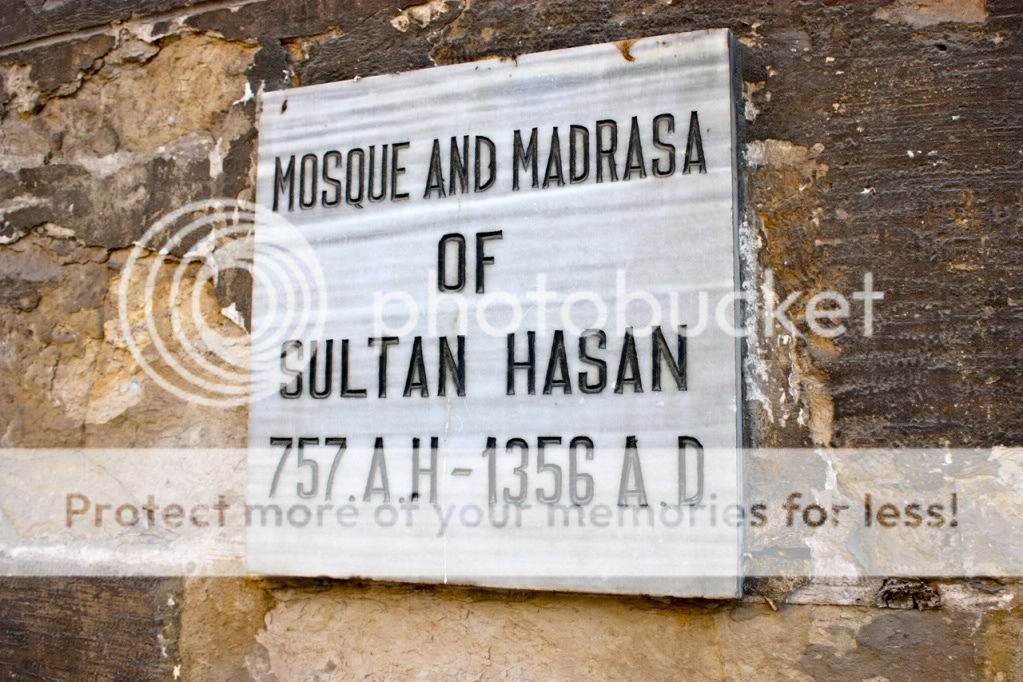 MOSQUE AND MADRASA
OF
photobucket
SULTAN HASAN
757.A.H-1356 A.D
Protect more of your memories for less!